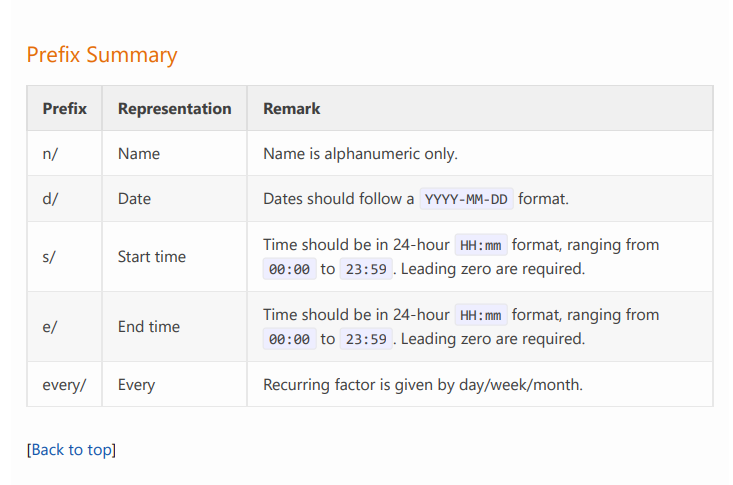 Prefix Summary
Prefix Representation Remark
n/ Name Name is alphanumeric only.
d/ Date Dates should follow a YYYY-MM-DD format.
s/ Start time Time should be in 24-hour HH:mm format, ranging from
00:00 to 23:59. Leading zero are required.
e/ End time Time should be in 24-hour HH:mm format, ranging from
00:00 to 23:59. Leading zero are required.
every/ Every Recurring factor is given by day/week/month.
[Back to top]